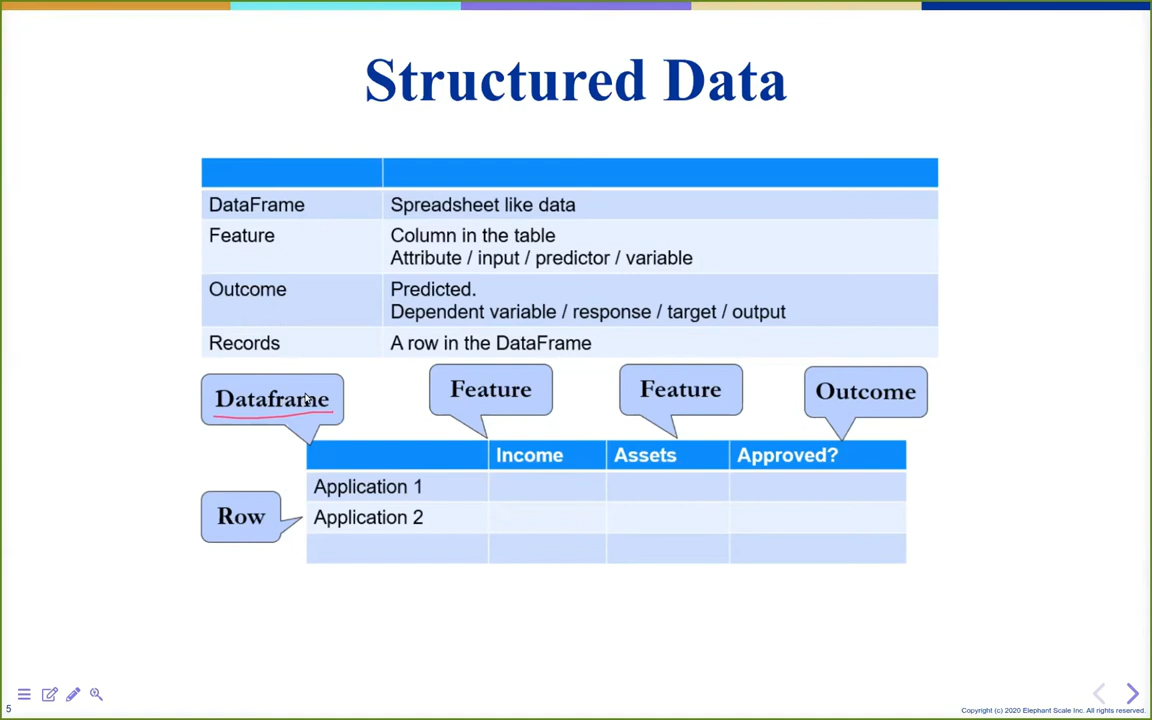 Structured Data
DataFrame Spreadsheet like data
Feature Column in the table
Attribute / input / predictor / variable
Outcome Predicted.
Dependent variable / response / target / output
Records A row in the DataFrame
Dataframe Feature Feature Outcome
Income Assets Approved?
Application 1
Row Application 2
5
Copyright (c) 2020 Elephant Scale Inc. All rights reserved.